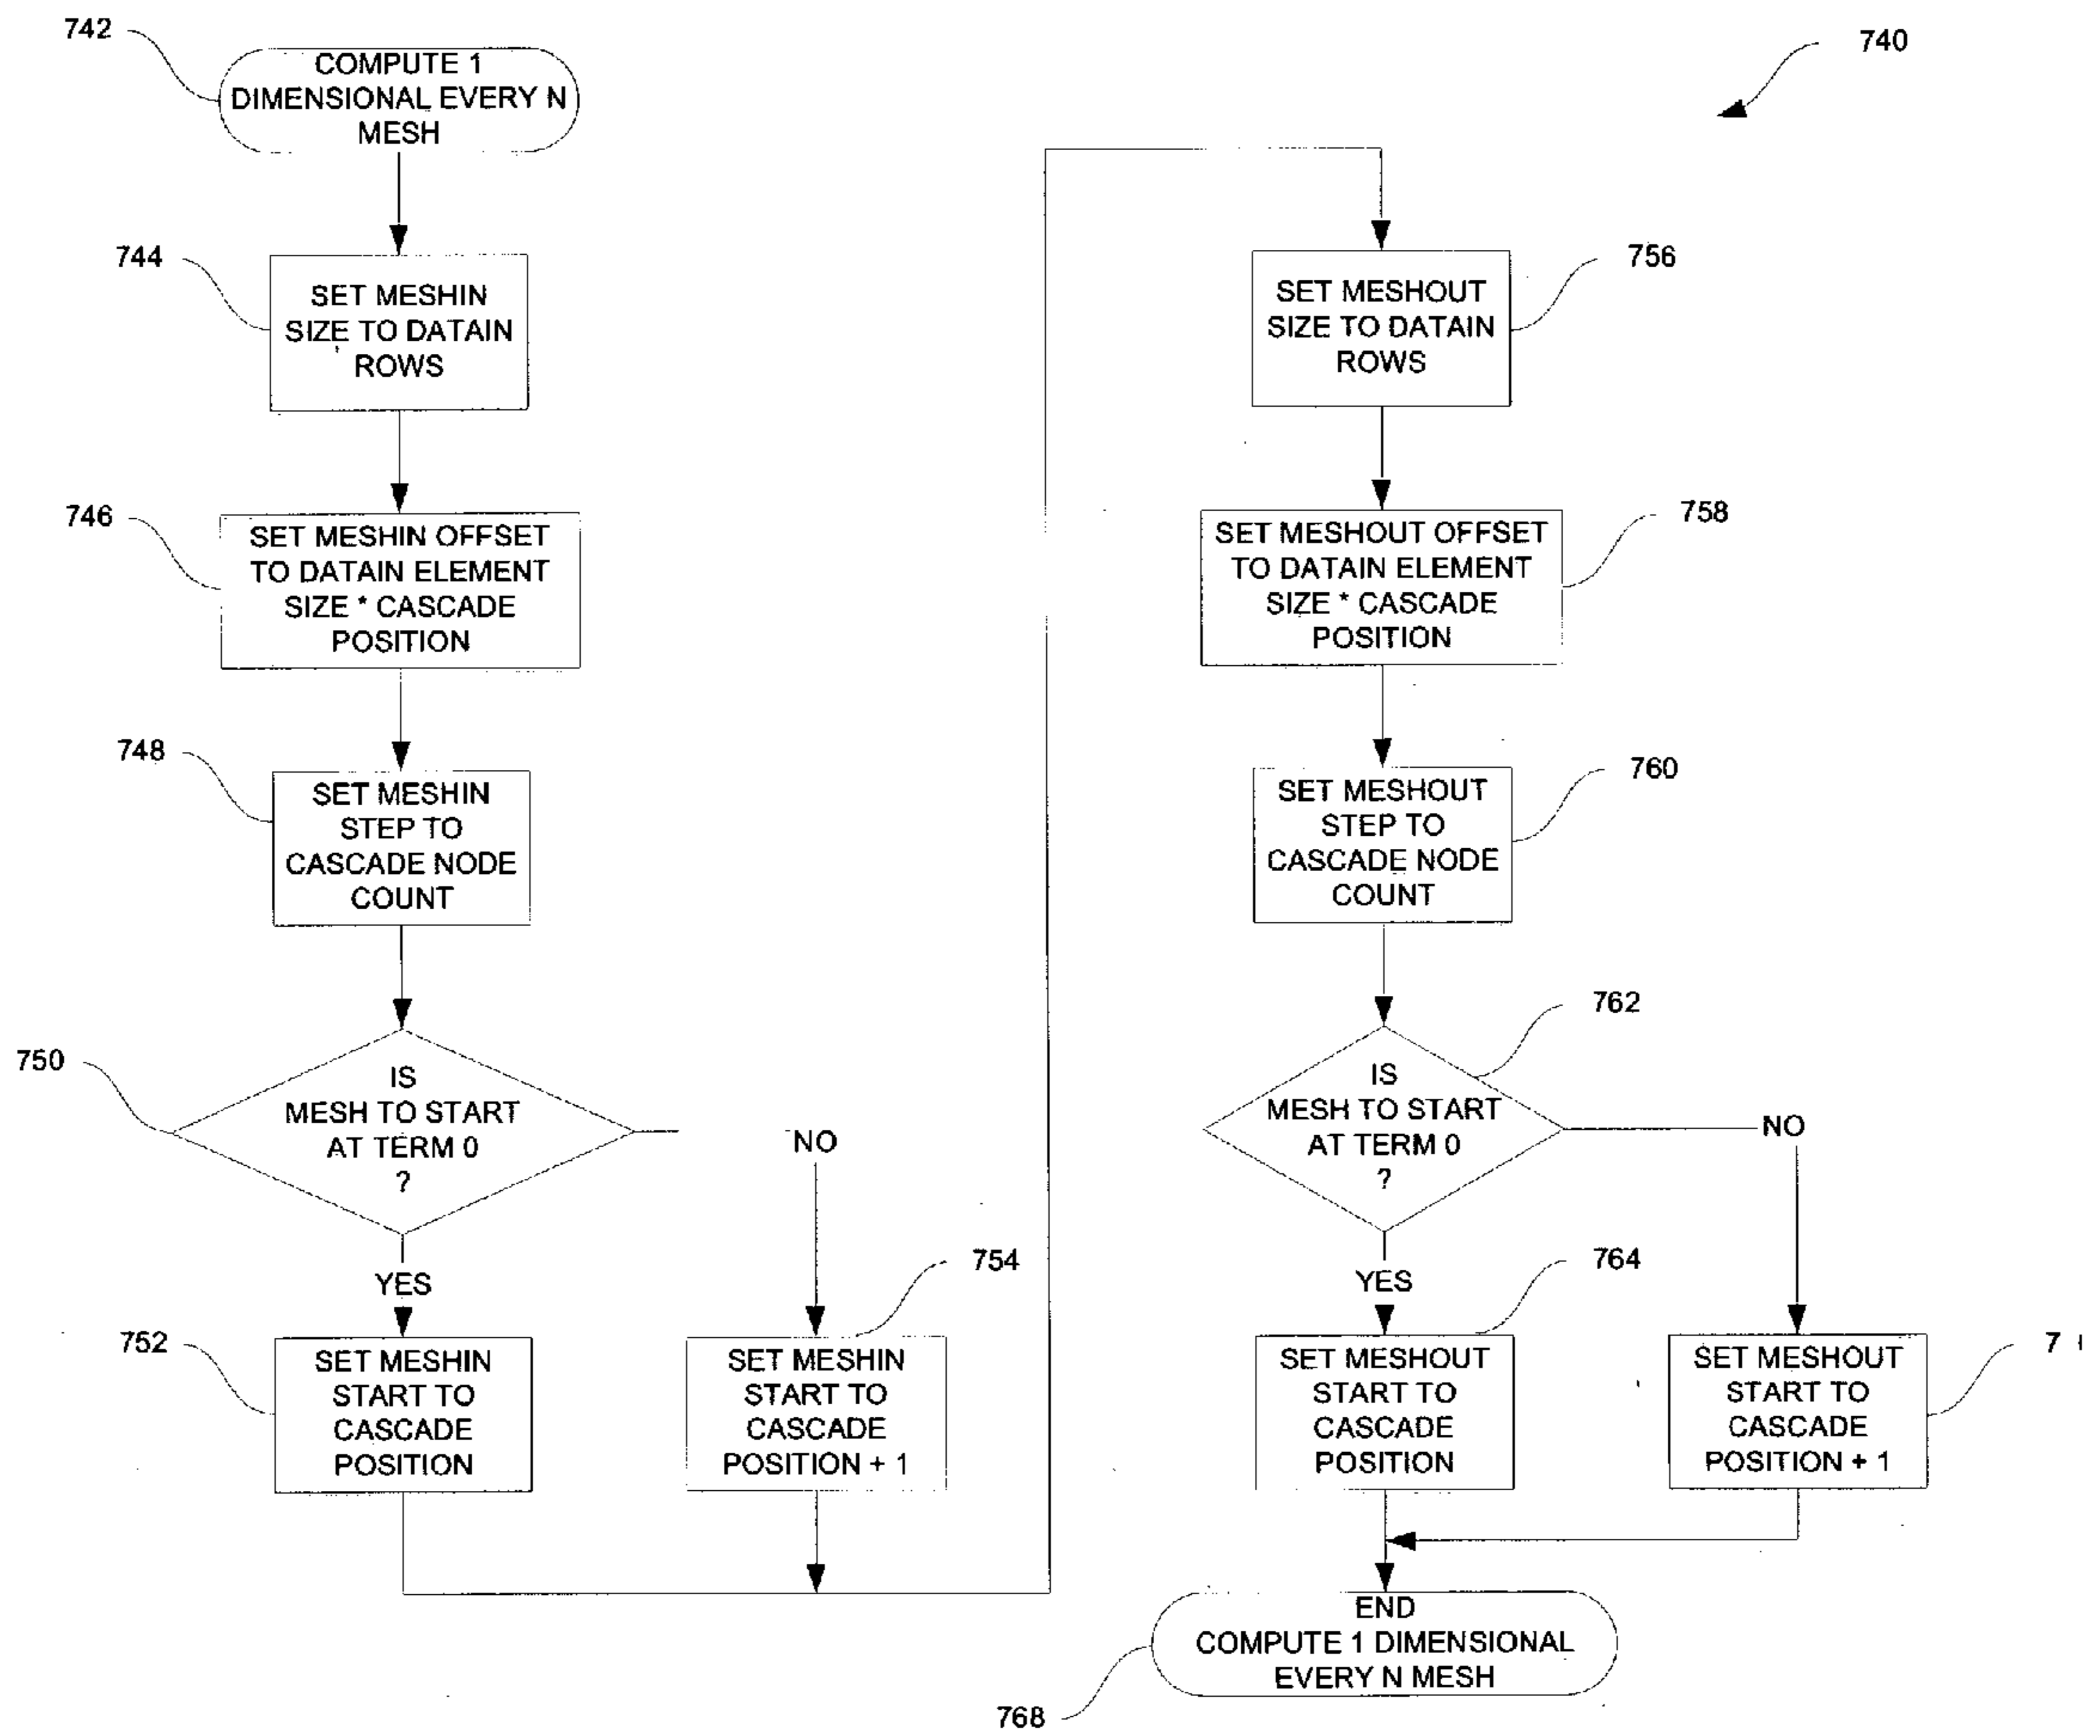 742
COMPUTE 1
DIMENSIONAL EVERY N
MESH
740
744
SET MESHIN
SIZE TO DATAIN
ROWS
746
SET MESHIN OFFSET
TO DATAIN ELEMENT
SIZE * CASCADE
POSITION
748
SET MESHIN
STEP TO
CASCADE NODE
COUNT
750
IS
MESH TO START
AT TERM 0
?
NO
YES
752
SET MESHIN
START TO
CASCADE
POSITION
754
SET MESHIN
START TO
CASCADE
POSITION + 1
756
SET MESHOUT
SIZE TO DATAIN
ROWS
758
SET MESHOUT OFFSET
TO DATAIN ELEMENT
SIZE * CASCADE
POSITION
760
SET MESHOUT
STEP TO
CASCADE NODE
COUNT
762
IS
MESH TO START
AT TERM 0
?
NO
YES
764
SET MESHOUT
START TO
CASCADE
POSITION
SET MESHOUT
START TO
CASCADE
POSITION + 1
END
COMPUTE 1 DIMENSIONAL
EVERY N MESH
768